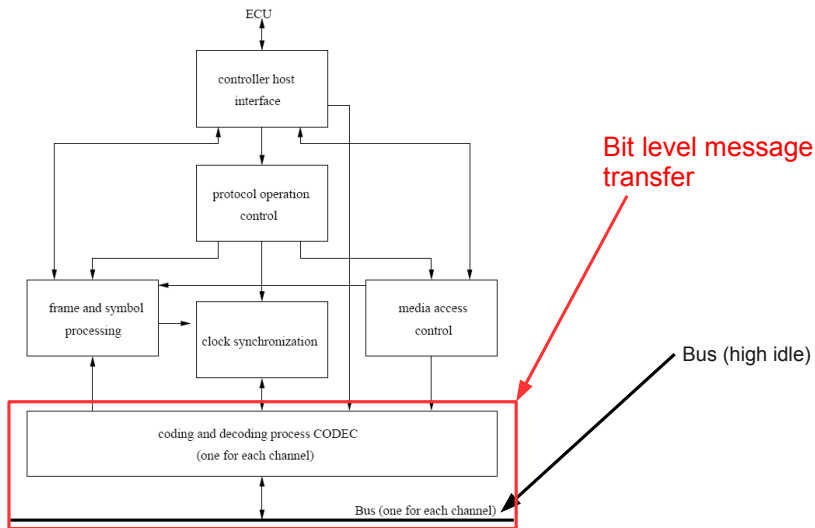 ECU
controller host
interface
Bit level message
transfer
protocol operation
control
frame and symbol
processing
clock synchronization
media access
control
Bus (high idle)
coding and decoding process CODEC
(one for each channel)
Bus (one for each channel)